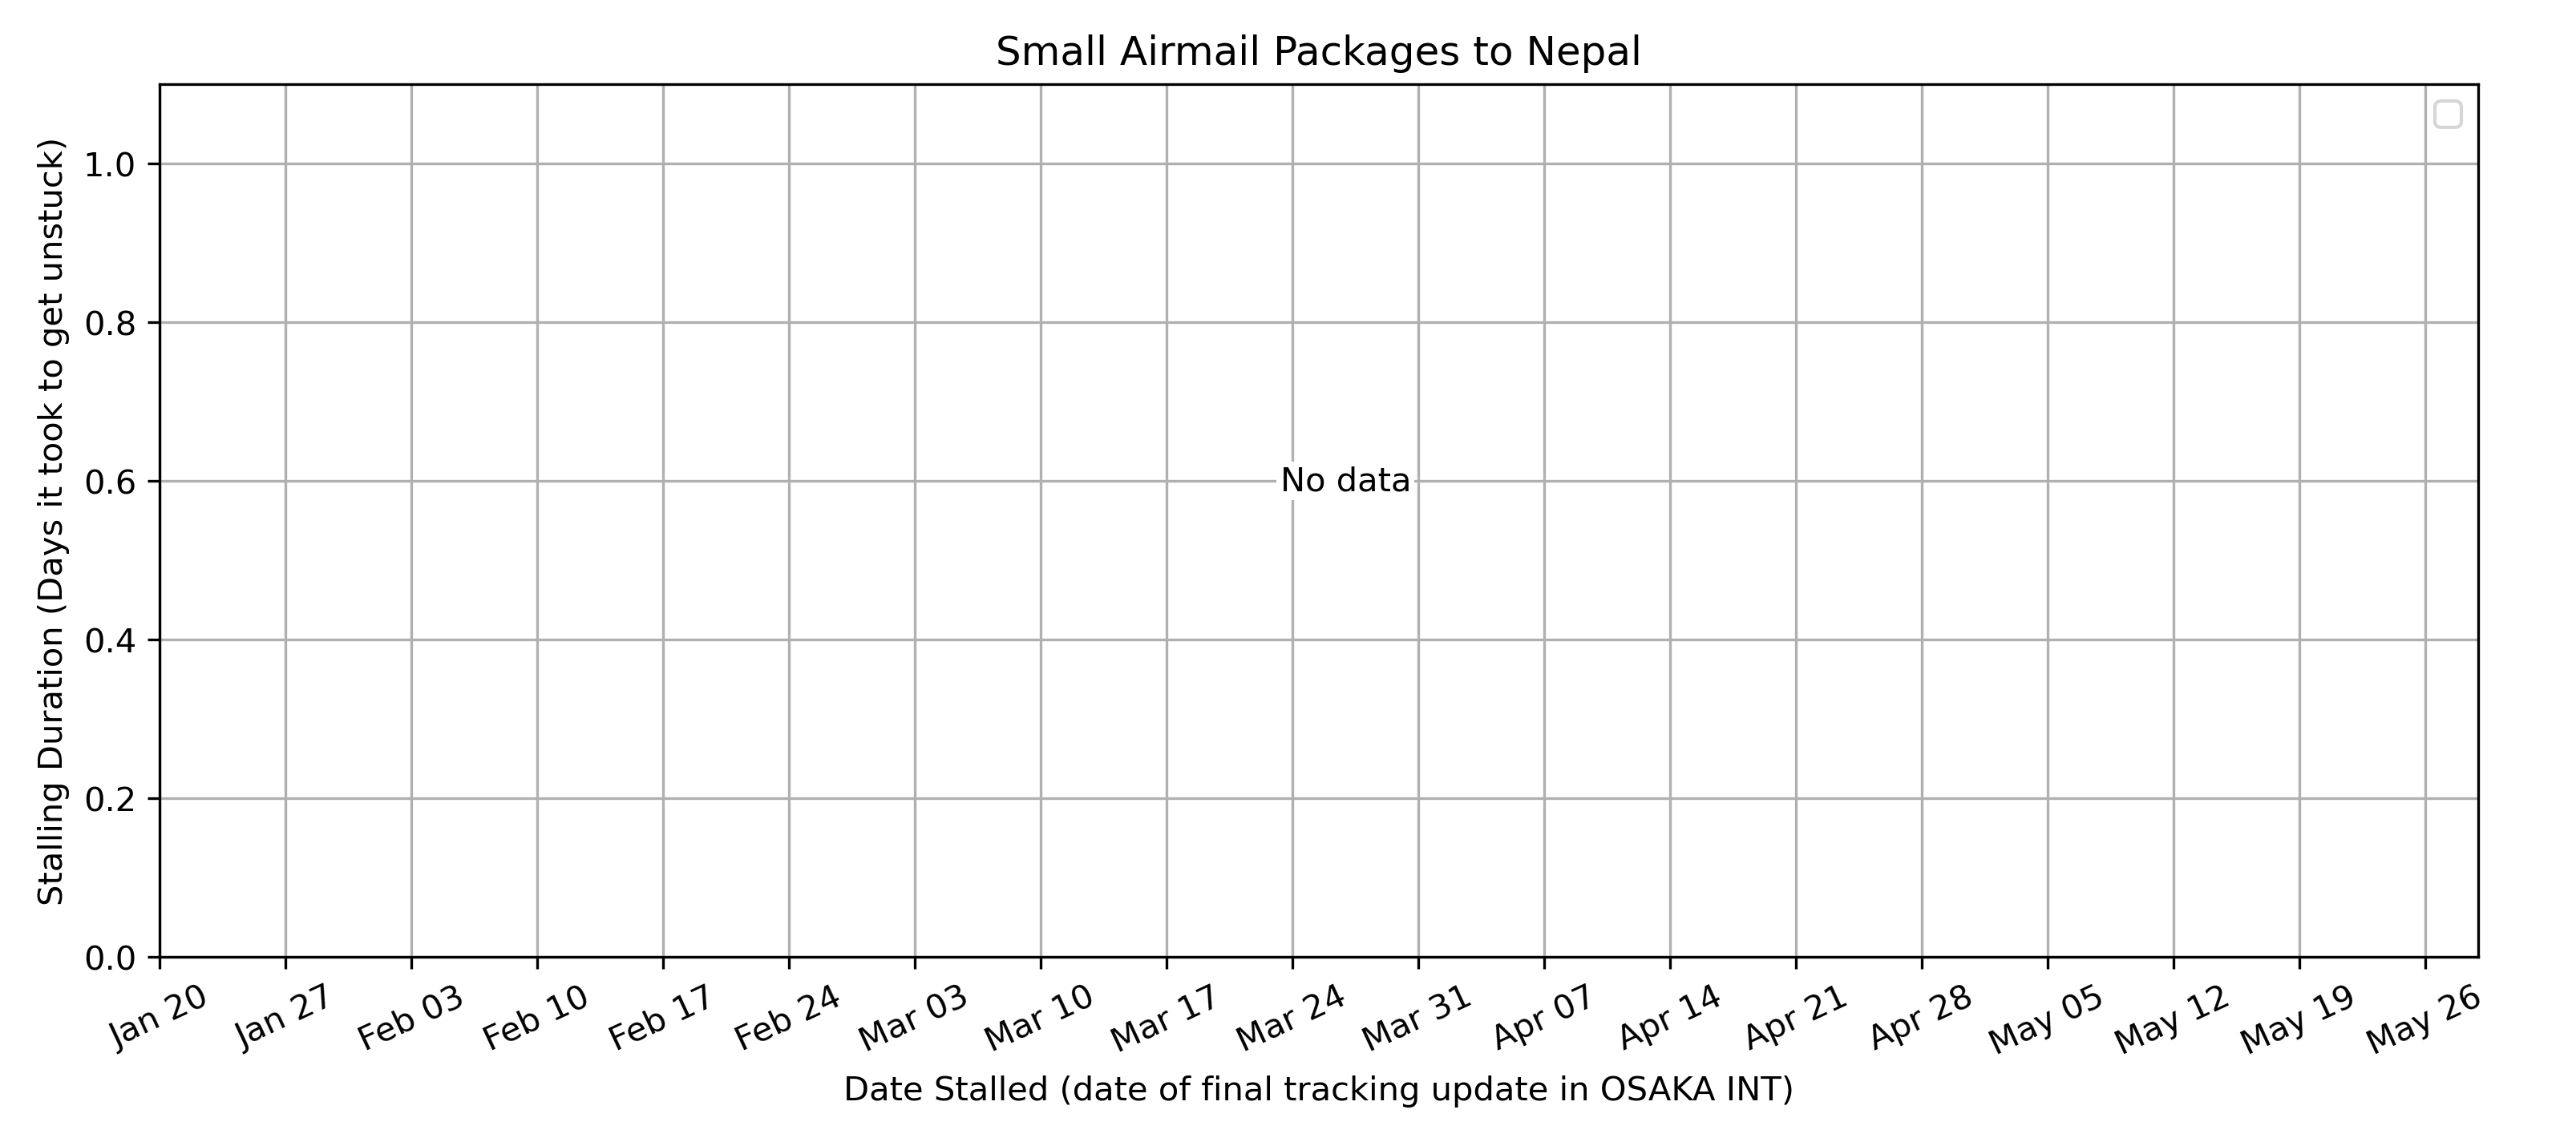 Small Airmail Packages to Nepal
Stalling Duration (Days it took to get unstuck)
1.0
0.8
0.6
0.4
0.2
0.0
No data
Jan 20 Jan 27 Feb 03 Feb 10 Feb 17 Feb 24 Mar 03 Mar 10 Mar 17 Mar 24 Mar 31 Apr 07 Apr 14 Apr 21 Apr 28 May 05 May 12 May 19 May 26
Date Stalled (date of final tracking update in OSAKA INT)